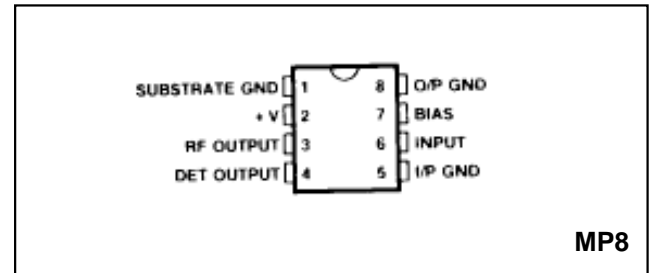 SUBSTRATE GND 1 8 O/P GND
+ V 2 7 BIAS
RF OUTPUT 3 6 INPUT
DET OUTPUT 4 5 I/P GND
MP8